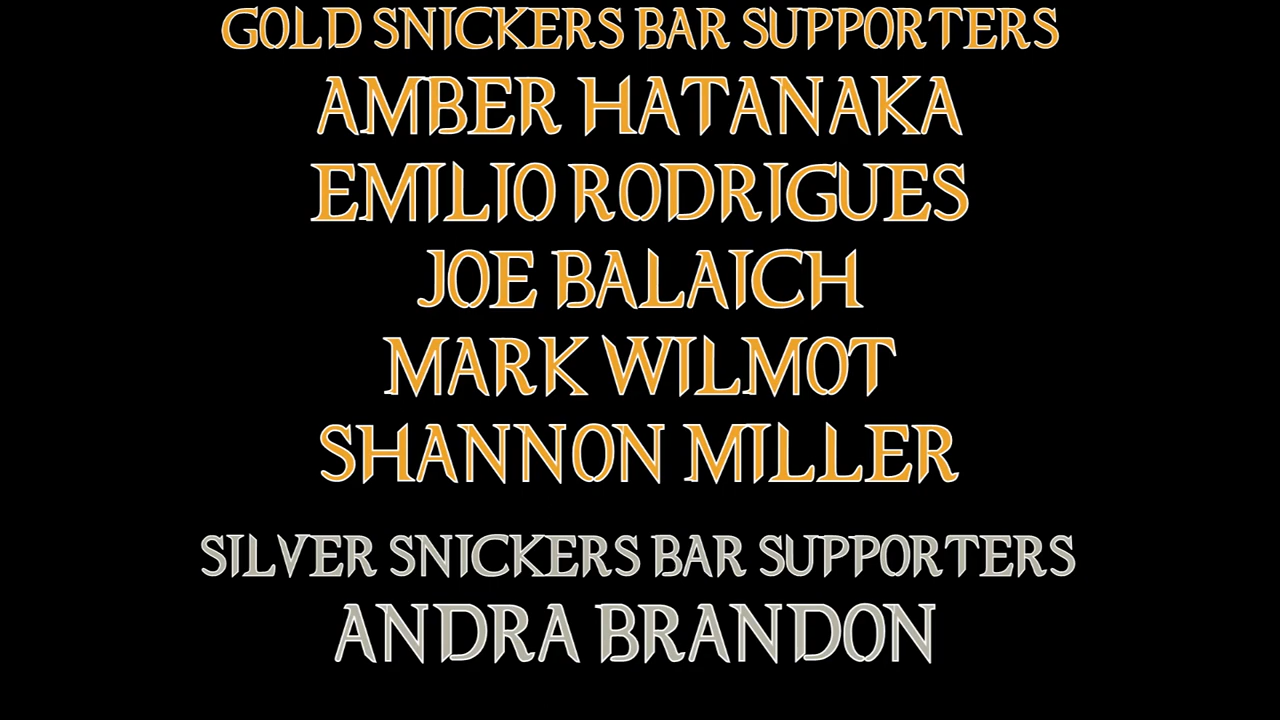 GOLD SNICKERS BAR SUPPORTERS
AMBER HATANAKA
EMILIO RODRIGUES
JOE BALAICH
MARK WILMOT
SHANNON MILLER
SILVER SNICKERS BAR SUPPORTERS
ANDRA BRANDON